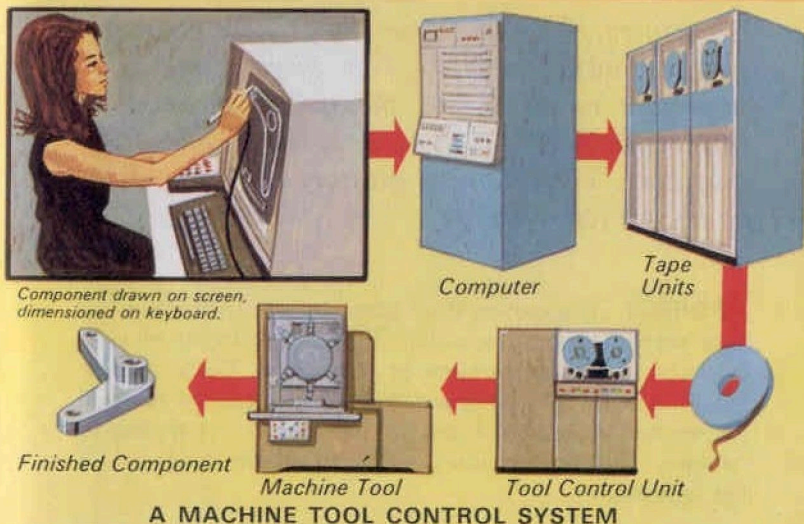 Component drawn on screen,
dimensioned on keyboard.
Computer
Tape
Units
Finished Component
Machine Tool
Tool Control Unit
A MACHINE TOOL CONTROL SYSTEM